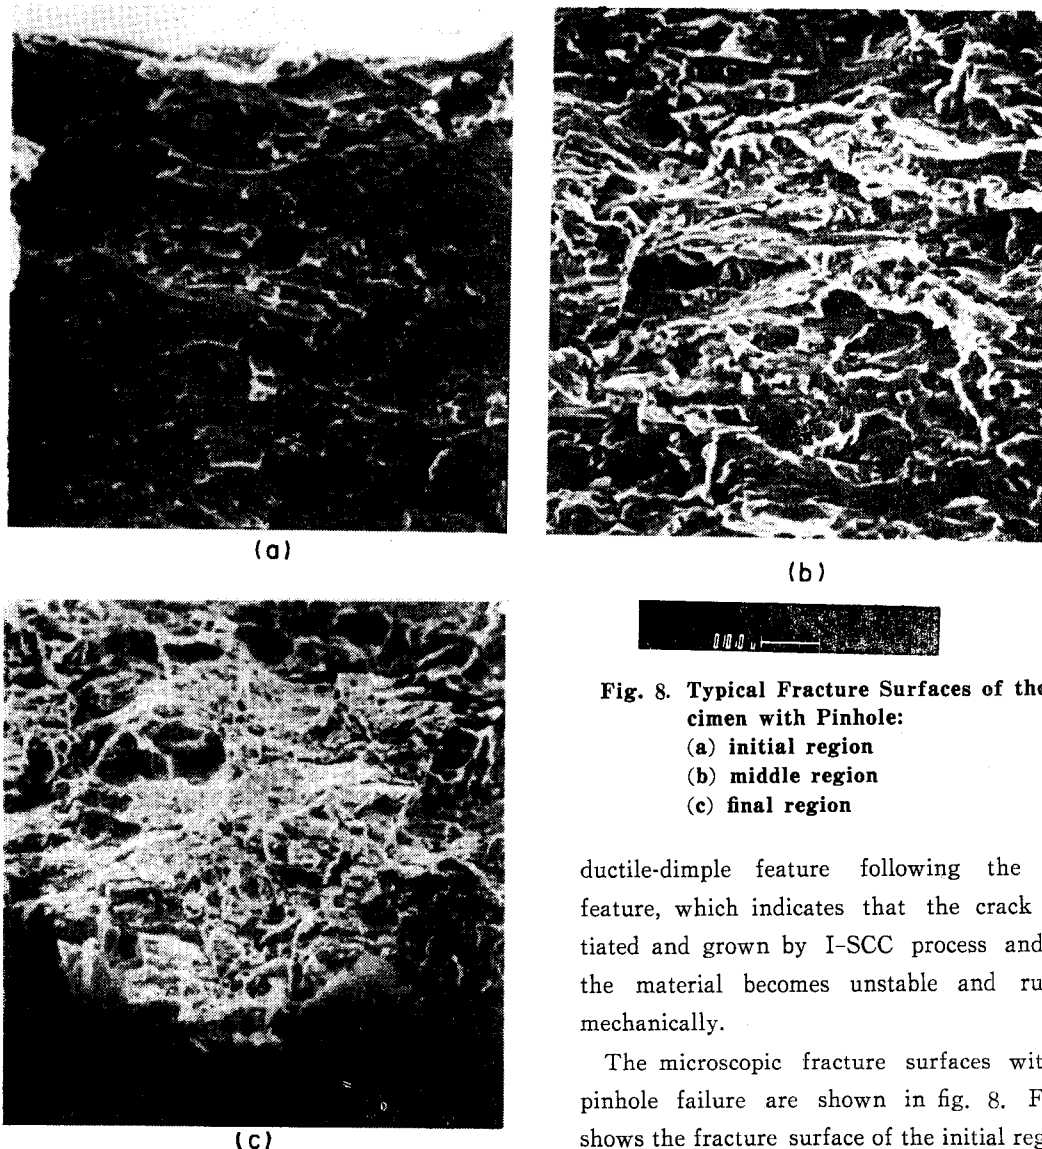 (a)
(b)
(c)
010.0 u
Fig. 8. Typical Fracture Surfaces of the
cimen with Pinhole:
(a) initial region
(b) middle region
(c) final region
ductile-dimple feature following the
feature, which indicates that the crack
tiated and grown by I-SCC process and
the material becomes unstable and ru
mechanically.
The microscopic fracture surfaces wit
pinhole failure are shown in fig. 8. F
shows the fracture surface of the initial reg